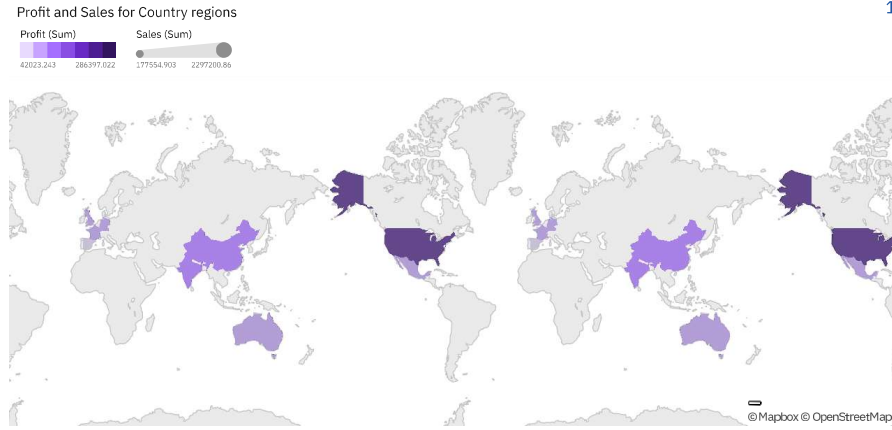 Profit and Sales for Country regions
1
Profit (Sum)
Sales (Sum)
42023.243
286397.022
177554.903
2297200.86
© Mapbox © OpenStreetMap